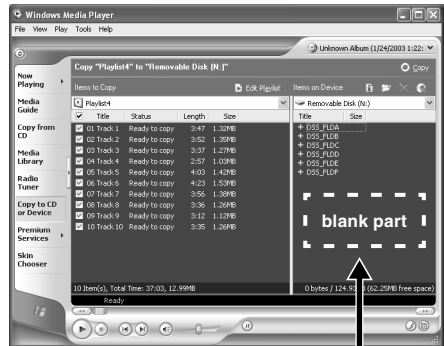 Windows Media Player
File View Play Tools Help
Unknown Album (1/24/2003 1:22:
Now Playing
Media Guide
Copy from CD
Media Library
Radio Tuner
Copy to CD or Device
Premium Services
Skin Chooser
Copy "Playlist4" to "Removable Disk (N:)"
Copy
Items to Copy
Edit Playlist
Items on Device
Playlist4
Removable Disk (N:)
Title Status Length Size
Title Size
01 Track 1 Ready to copy 3:47 1.32MB
02 Track 2 Ready to copy 3:52 1.35MB
03 Track 3 Ready to copy 3:37 1.27MB
04 Track 4 Ready to copy 2:57 1.03MB
05 Track 5 Ready to copy 4:03 1.42MB
06 Track 6 Ready to copy 4:23 1.53MB
07 Track 7 Ready to copy 3:56 1.38MB
08 Track 8 Ready to copy 3:36 1.26MB
09 Track 9 Ready to copy 3:12 1.12MB
10 Track 10 Ready to copy 3:35 1.26MB
+ DSS_FLDA
+ DSS_FLDB
+ DSS_FLDC
+ DSS_FLDD
+ DSS_FLDE
+ DSS_FLDF
blank part
10 Item(s), Total Time: 37:03, 12.99MB
0 bytes / 124.9 (62.25MB free space)
Ready